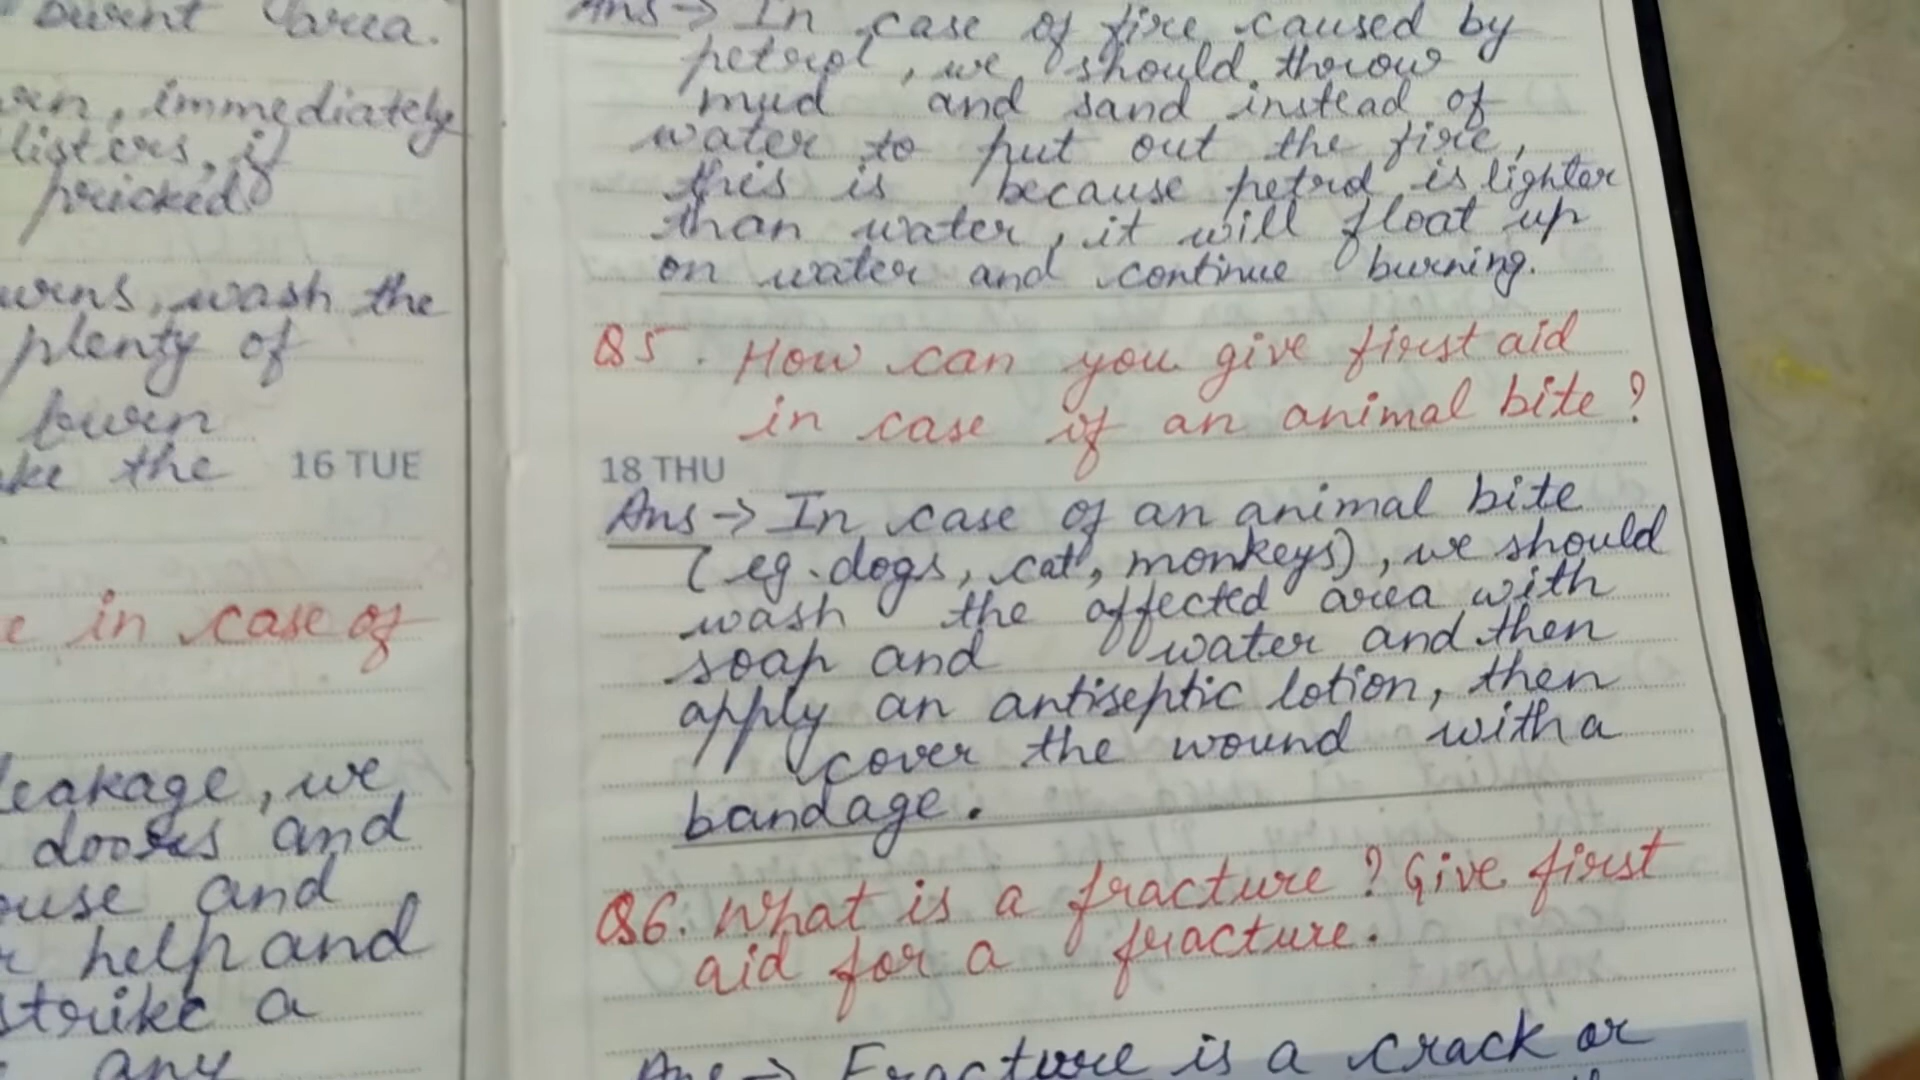 area.
immediately
if
pricked
wash the
plenty of
burn
the
16 TUE
in case of
leakage, we
doors and
and
help and
strike a
any
Ans → In case of fire caused by
petrol, we should throw
mud and sand instead of
water to put out the fire,
this is because petrol is lighter
than water, it will float up
on water and continue burning.
Q5. How can you give first aid
in case of an animal bite?
18 THU
Ans → In case of an animal bite
(eg. dogs, cat, monkeys), we should
wash the affected area with
soap and water and then
apply an antiseptic lotion, then
cover the wound with a
bandage.
Q6. What is a fracture? Give first
aid for a fracture.
Ans → Fracture is a crack or